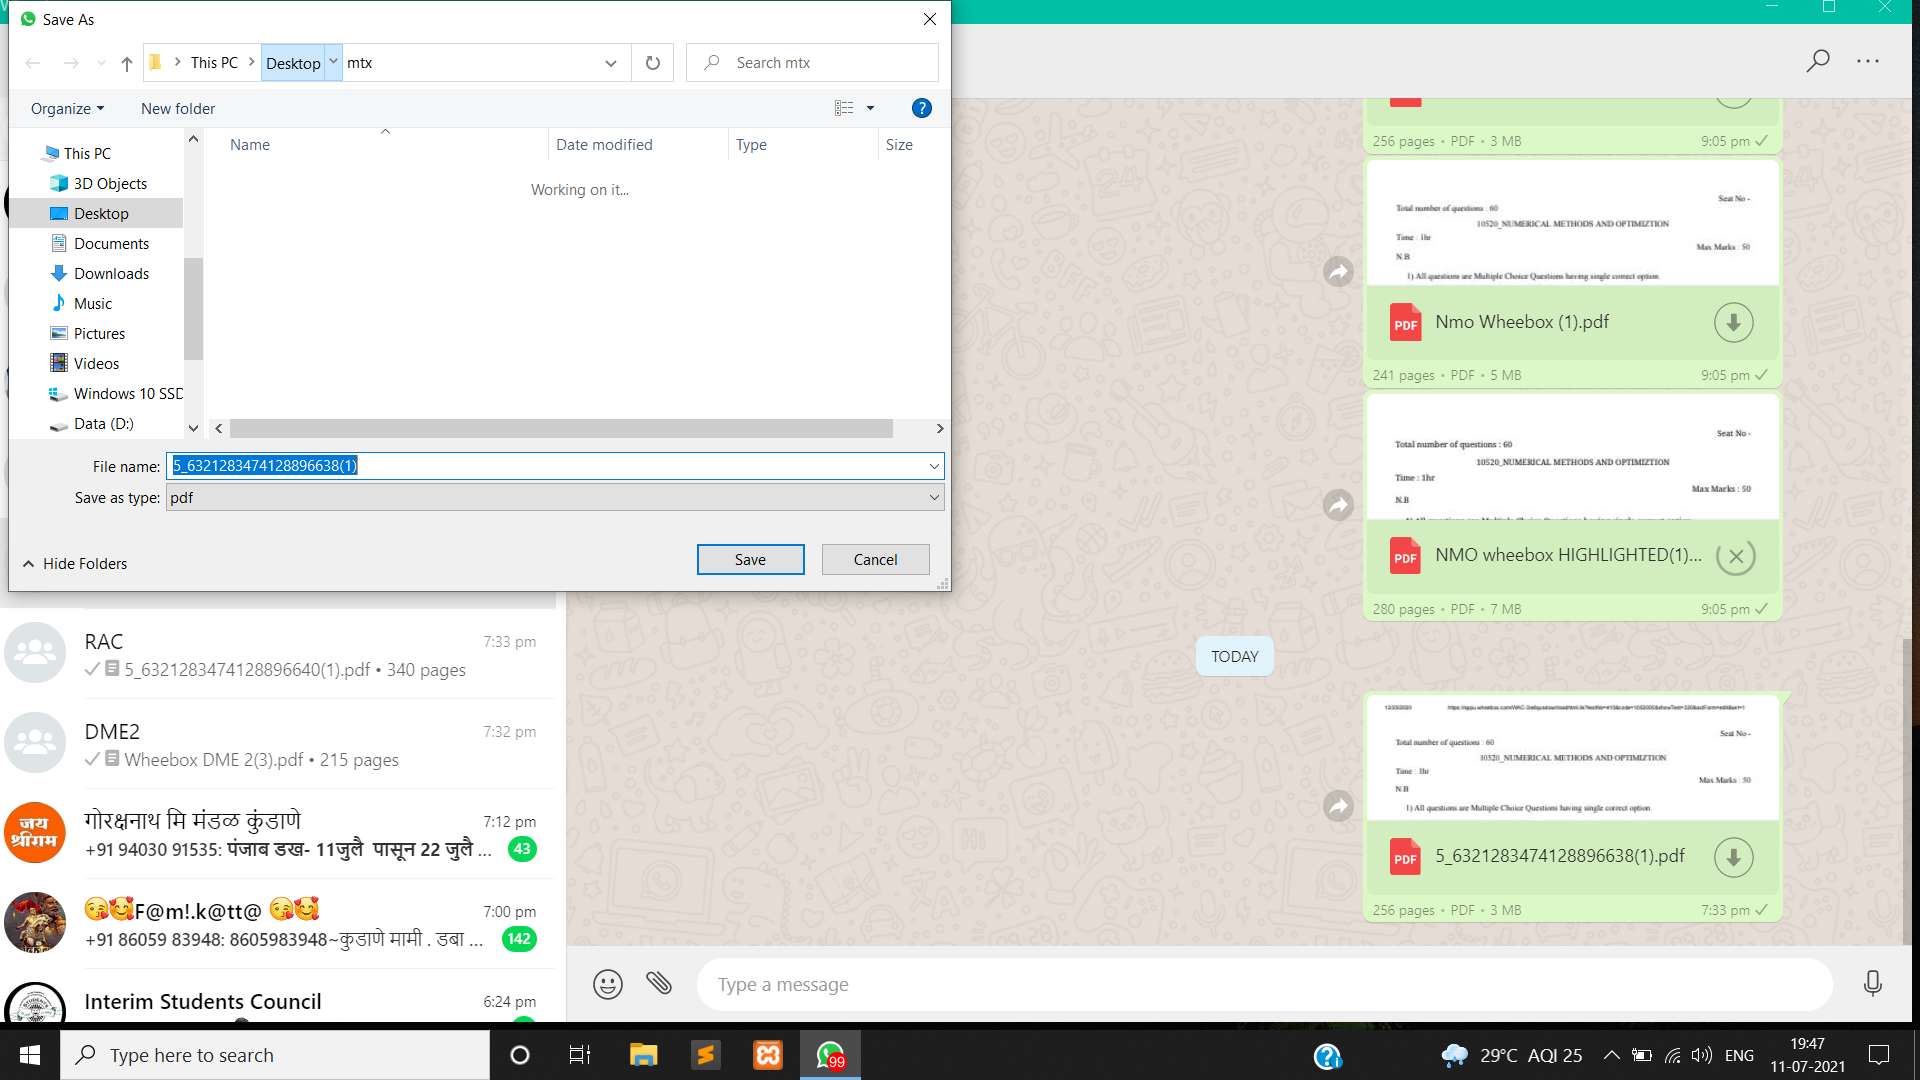 Save As
This PC
Desktop
mtx
Search mtx
Organize
New folder
Name
Date modified
Type
Size
Working on it...
This PC
3D Objects
Desktop
Documents
Downloads
Music
Pictures
Videos
Windows 10 SSD
Data (D:)
File name: 5_6321283474128896638(1)
Save as type: pdf
Hide Folders
Save
Cancel
RAC
7:33 pm
5_6321283474128896640(1).pdf • 340 pages
DME2
7:32 pm
Wheebox DME 2(3).pdf • 215 pages
जय
श्रीराम
गोरक्षनाथ मि मंडळ कुंडाणे
7:12 pm
+91 94030 91535: पंजाब डख- 11जुलै पासून 22 जुलै ...
43
😘🥰F@m!.k@tt@ 😘🥰
7:00 pm
+91 86059 83948: 8605983948~कुडाणे मामी . डबा ...
142
Interim Students Council
6:24 pm
256 pages • PDF • 3 MB
9:05 pm
Seat No -
Total number of questions : 60
10520_NUMERICAL METHODS AND OPTIMIZTION
Time : 1hr
Max Marks : 50
N.B
1) All questions are Multiple Choice Questions having single correct option
PDF
Nmo Wheebox (1).pdf
241 pages • PDF • 5 MB
9:05 pm
Seat No -
Total number of questions : 60
10520_NUMERICAL METHODS AND OPTIMIZTION
Time : 1hr
Max Marks : 50
N.B
PDF
NMO wheebox HIGHLIGHTED(1)...
280 pages • PDF • 7 MB
9:05 pm
TODAY
Seat No -
Total number of questions : 60
10520_NUMERICAL METHODS AND OPTIMIZTION
Time : 1hr
Max Marks : 50
N.B
1) All questions are Multiple Choice Questions having single correct option
PDF
5_6321283474128896638(1).pdf
256 pages • PDF • 3 MB
7:33 pm
Type a message
Type here to search
99
29°C AQI 25
ENG
19:47
11-07-2021